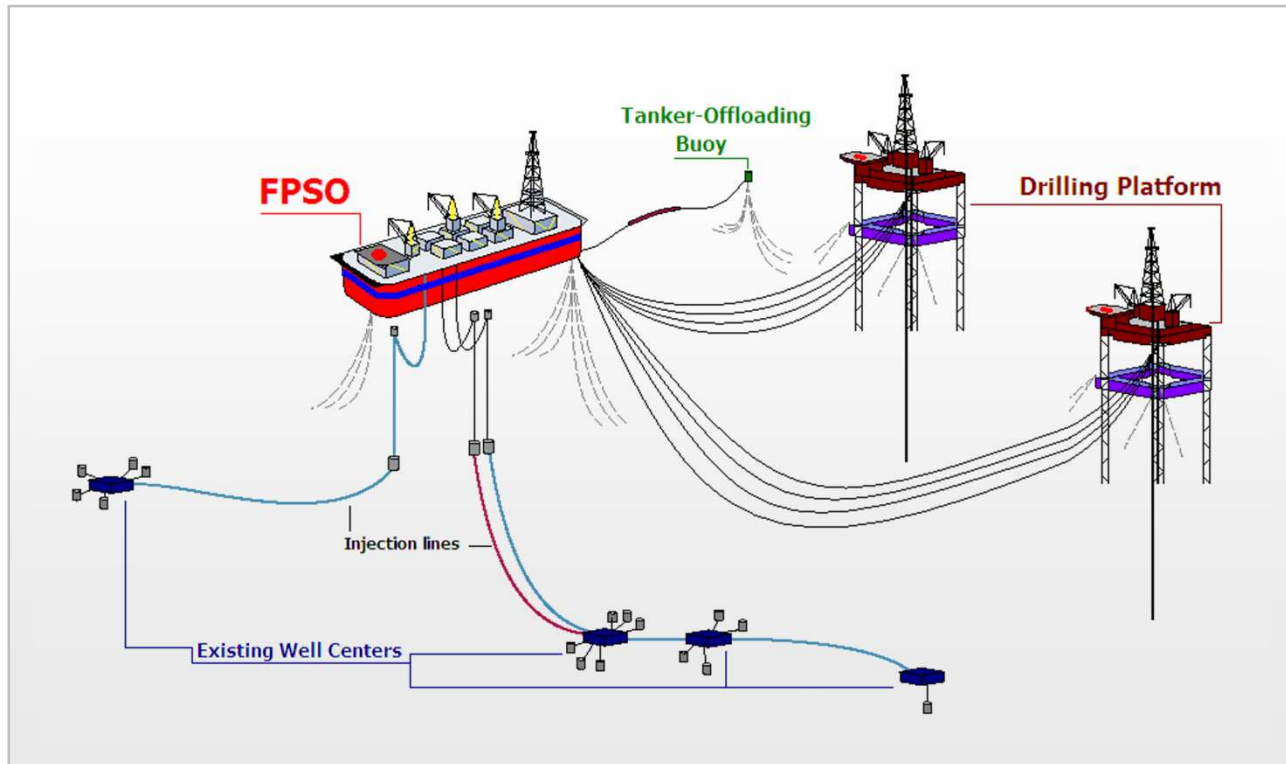 Tanker-Offloading
Buoy
FPSO
Drilling Platform
Injection lines
Existing Well Centers